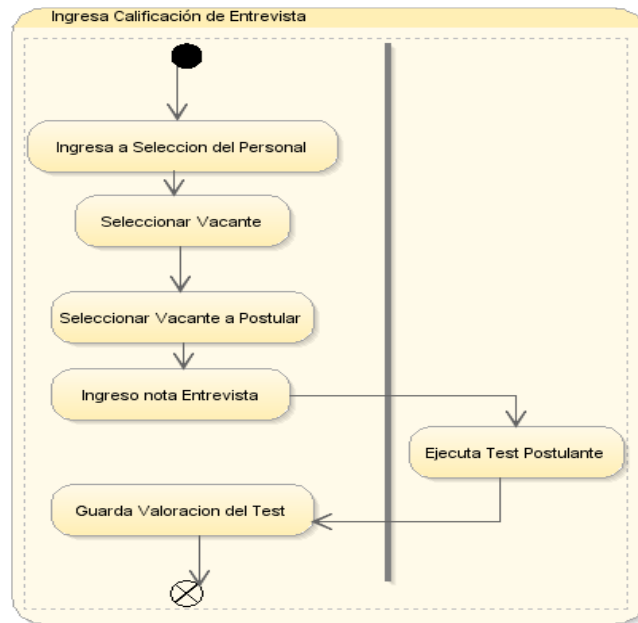 Ingresa Calificación de Entrevista
Ingresa a Seleccion del Personal
Seleccionar Vacante
Seleccionar Vacante a Postular
Ingreso nota Entrevista
Ejecuta Test Postulante
Guarda Valoracion del Test